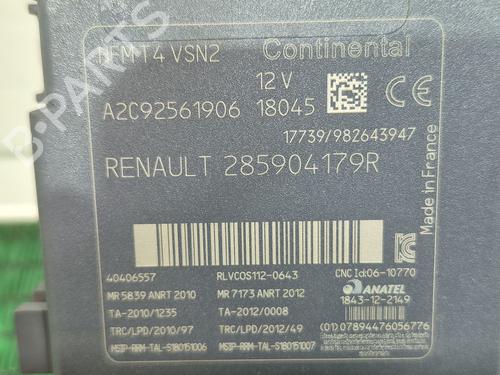 HFM T4 VSN2 Continental
12 V
A2C92561906 18045
17739/982643947
RENAULT 285904179R
Made in France
40406557 RLVCOS112-0643 CNC Id:06-10770
MR 5839 ANRT 2010 MR 7173 ANRT 2012 ANATEL
TA-2010/1235 TA-2012/0008 1843-12-2149
TRC/LPD/2010/97 TRC/LPD/2012/49 (01)07894476056776
MSIP-RRM-TAL-S180151006 MSIP-RRM-TAL-S180151007
B-Parts